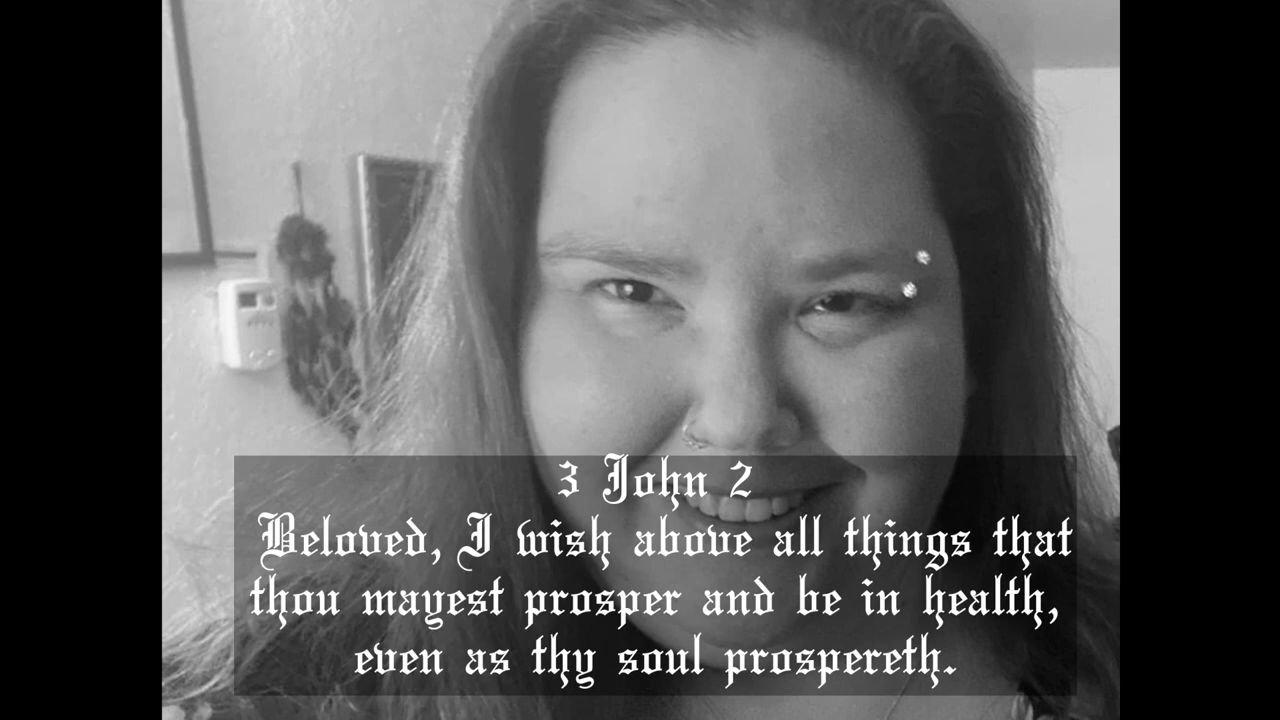 3 John 2
Beloved, I wish above all things that
thou mayest prosper and be in health,
even as thy soul prospereth.